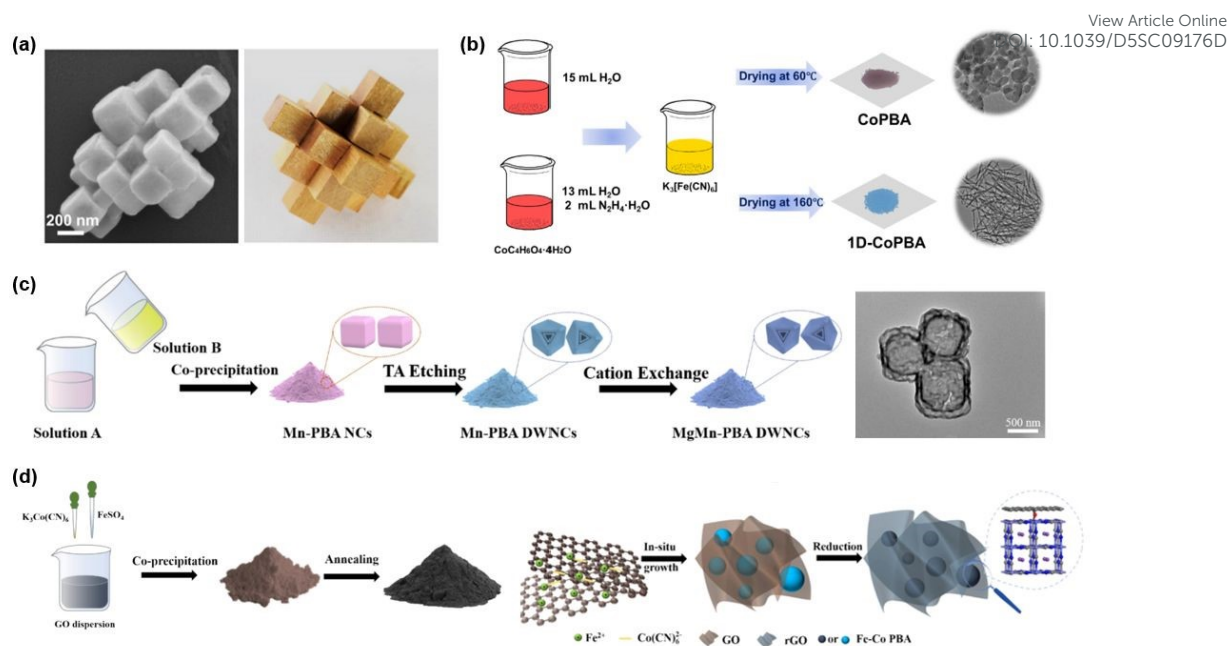 View Article Online
DOI: 10.1039/D5SC09176D
(a)
200 nm
(b)
15 mL H₂O
13 mL H₂O
2 mL N₂H₄·H₂O
CoC₄H₆O₄·4H₂O
K₃[Fe(CN)₆]
Drying at 60℃
CoPBA
Drying at 160℃
1D-CoPBA
(c)
Solution B
Solution A
Co-precipitation
Mn-PBA NCs
TA Etching
Mn-PBA DWNCs
Cation Exchange
MgMn-PBA DWNCs
500 nm
(d)
K₃Co(CN)₆
FeSO₄
GO dispersion
Co-precipitation
Annealing
In-situ
growth
Reduction
Fe²⁺
Co(CN)₆²⁻
GO
rGO
or
Fe-Co PBA